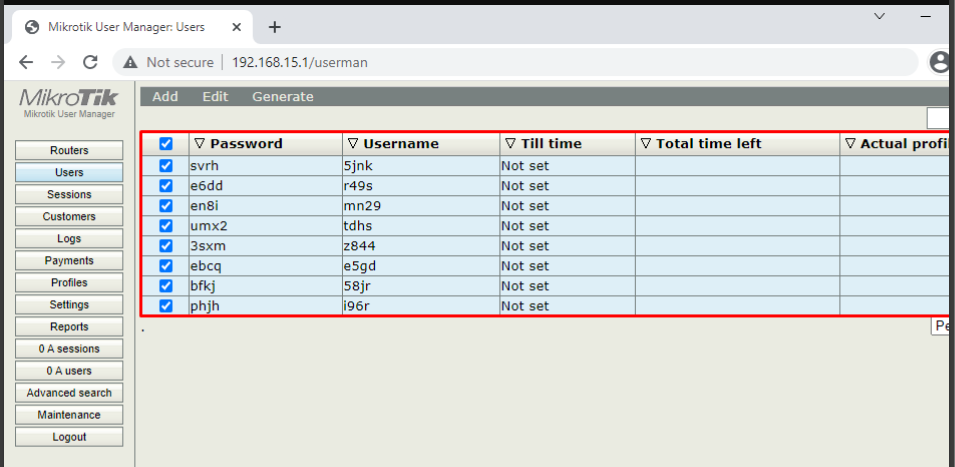 Mikrotik User Manager: Users
Not secure | 192.168.15.1/userman
MikroTik
Mikrotik User Manager
Routers
Users
Sessions
Customers
Logs
Payments
Profiles
Settings
Reports
0 A sessions
0 A users
Advanced search
Maintenance
Logout
Add Edit Generate
Password Username Till time Total time left Actual profi
svrh 5jnk Not set
e6dd r49s Not set
en8i mn29 Not set
umx2 tdhs Not set
3sxm z844 Not set
ebcq e5gd Not set
bfkj 58jr Not set
phjh i96r Not set
. Pe